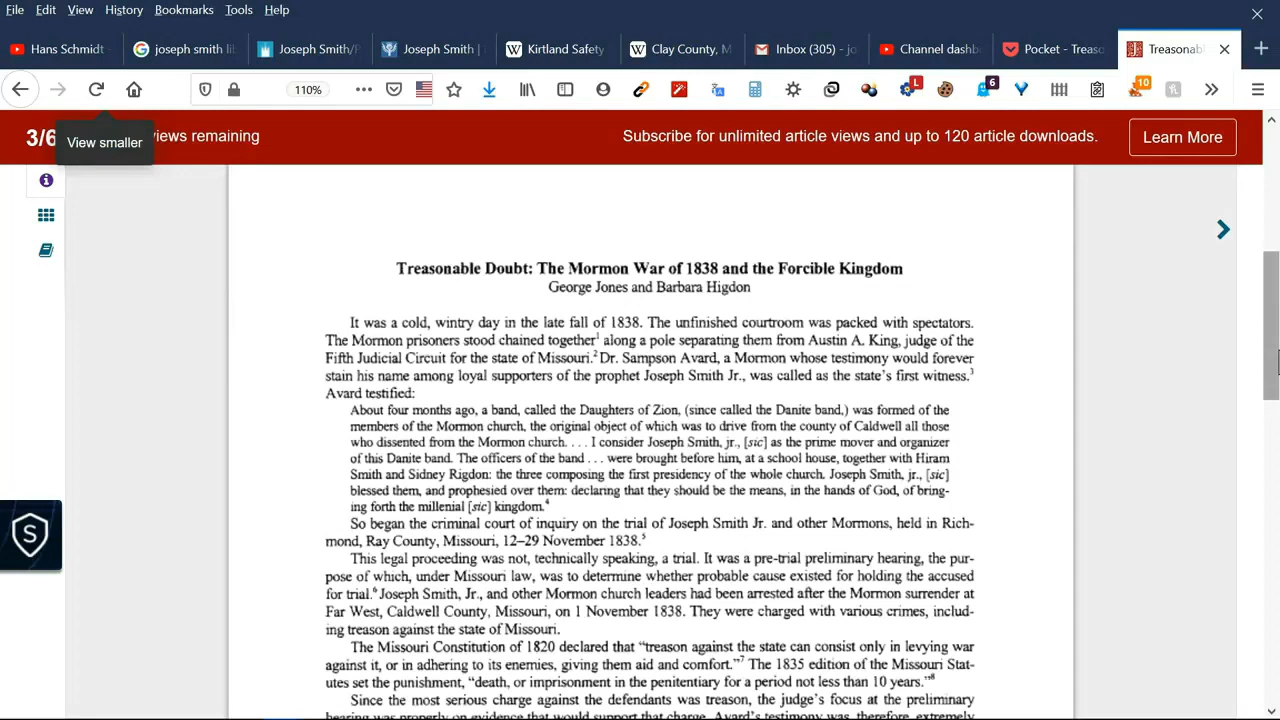 File Edit View History Bookmarks Tools Help
Hans Schmidt joseph smith li Joseph Smith/P Joseph Smith | Kirtland Safety Clay County, M Inbox (305) - jo Channel dashb Pocket - Treaso Treasonab
110% L 6 10
3/6 views remaining Subscribe for unlimited article views and up to 120 article downloads. Learn More
View smaller
Treasonable Doubt: The Mormon War of 1838 and the Forcible Kingdom
George Jones and Barbara Higdon
It was a cold, wintry day in the late fall of 1838. The unfinished courtroom was packed with spectators.
The Mormon prisoners stood chained together¹ along a pole separating them from Austin A. King, judge of the
Fifth Judicial Circuit for the state of Missouri.² Dr. Sampson Avard, a Mormon whose testimony would forever
stain his name among loyal supporters of the prophet Joseph Smith Jr., was called as the state's first witness.³
Avard testified:
About four months ago, a band, called the Daughters of Zion, (since called the Danite band,) was formed of the
members of the Mormon church, the original object of which was to drive from the county of Caldwell all those
who dissented from the Mormon church. . . . I consider Joseph Smith, jr., [sic] as the prime mover and organizer
of this Danite band. The officers of the band . . . were brought before him, at a school house, together with Hiram
Smith and Sidney Rigdon: the three composing the first presidency of the whole church. Joseph Smith, jr., [sic]
blessed them, and prophesied over them: declaring that they should be the means, in the hands of God, of bring-
ing forth the millenial [sic] kingdom.⁴
So began the criminal court of inquiry on the trial of Joseph Smith Jr. and other Mormons, held in Rich-
mond, Ray County, Missouri, 12–29 November 1838.⁵
This legal proceeding was not, technically speaking, a trial. It was a pre-trial preliminary hearing, the pur-
pose of which, under Missouri law, was to determine whether probable cause existed for holding the accused
for trial.⁶ Joseph Smith, Jr., and other Mormon church leaders had been arrested after the Mormon surrender at
Far West, Caldwell County, Missouri, on 1 November 1838. They were charged with various crimes, includ-
ing treason against the state of Missouri.
The Missouri Constitution of 1820 declared that "treason against the state can consist only in levying war
against it, or in adhering to its enemies, giving them aid and comfort."⁷ The 1835 edition of the Missouri Stat-
utes set the punishment, "death, or imprisonment in the penitentiary for a period not less than 10 years."⁸
Since the most serious charge against the defendants was treason, the judge's focus at the preliminary
hearing was properly on evidence that would support that charge. Avard's testimony was, therefore, extremely
S